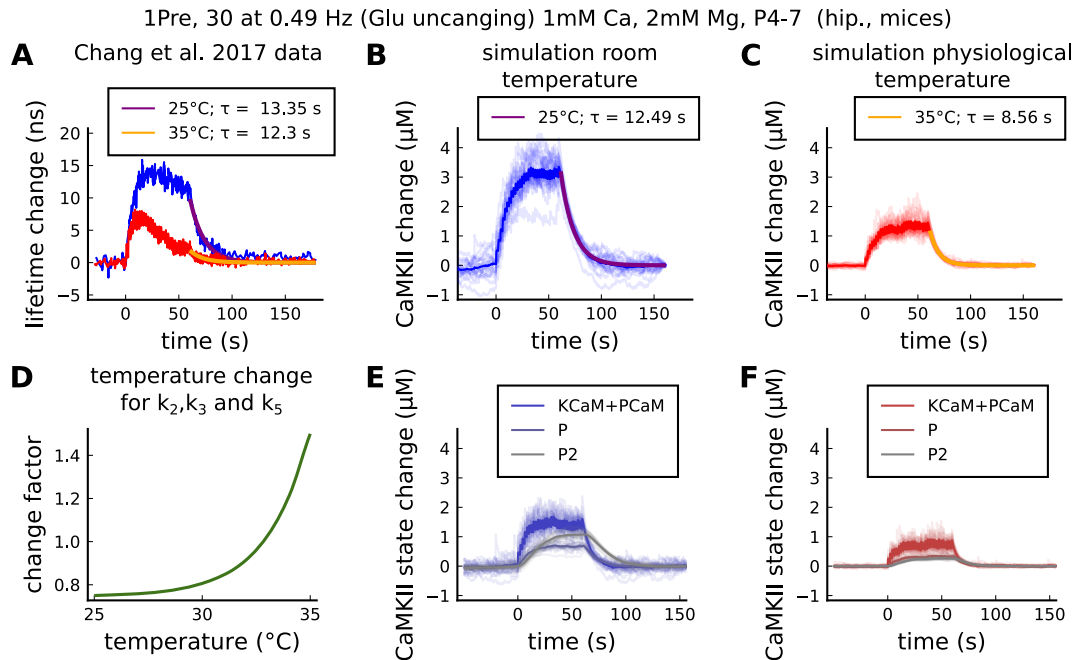 1Pre, 30 at 0.49 Hz (Glu uncanging) 1mM Ca, 2mM Mg, P4-7 (hip., mices)
A
Chang et al. 2017 data
25°C; τ = 13.35 s
35°C; τ = 12.3 s
lifetime change (ns)
20
15
10
5
0
−5
0
50
100
150
time (s)
B
simulation room
temperature
25°C; τ = 12.49 s
CaMKII change (μM)
4
3
2
1
0
−1
0
50
100
150
time (s)
C
simulation physiological
temperature
35°C; τ = 8.56 s
CaMKII change (μM)
4
3
2
1
0
−1
0
50
100
150
time (s)
D
temperature change
for k₂,k₃ and k₅
change factor
1.4
1.2
1.0
0.8
25
30
35
temperature (°C)
E
KCaM+PCaM
P
P2
CaMKII state change (μM)
4
3
2
1
0
−1
0
50
100
150
time (s)
F
KCaM+PCaM
P
P2
CaMKII state change (μM)
4
3
2
1
0
−1
0
50
100
150
time (s)